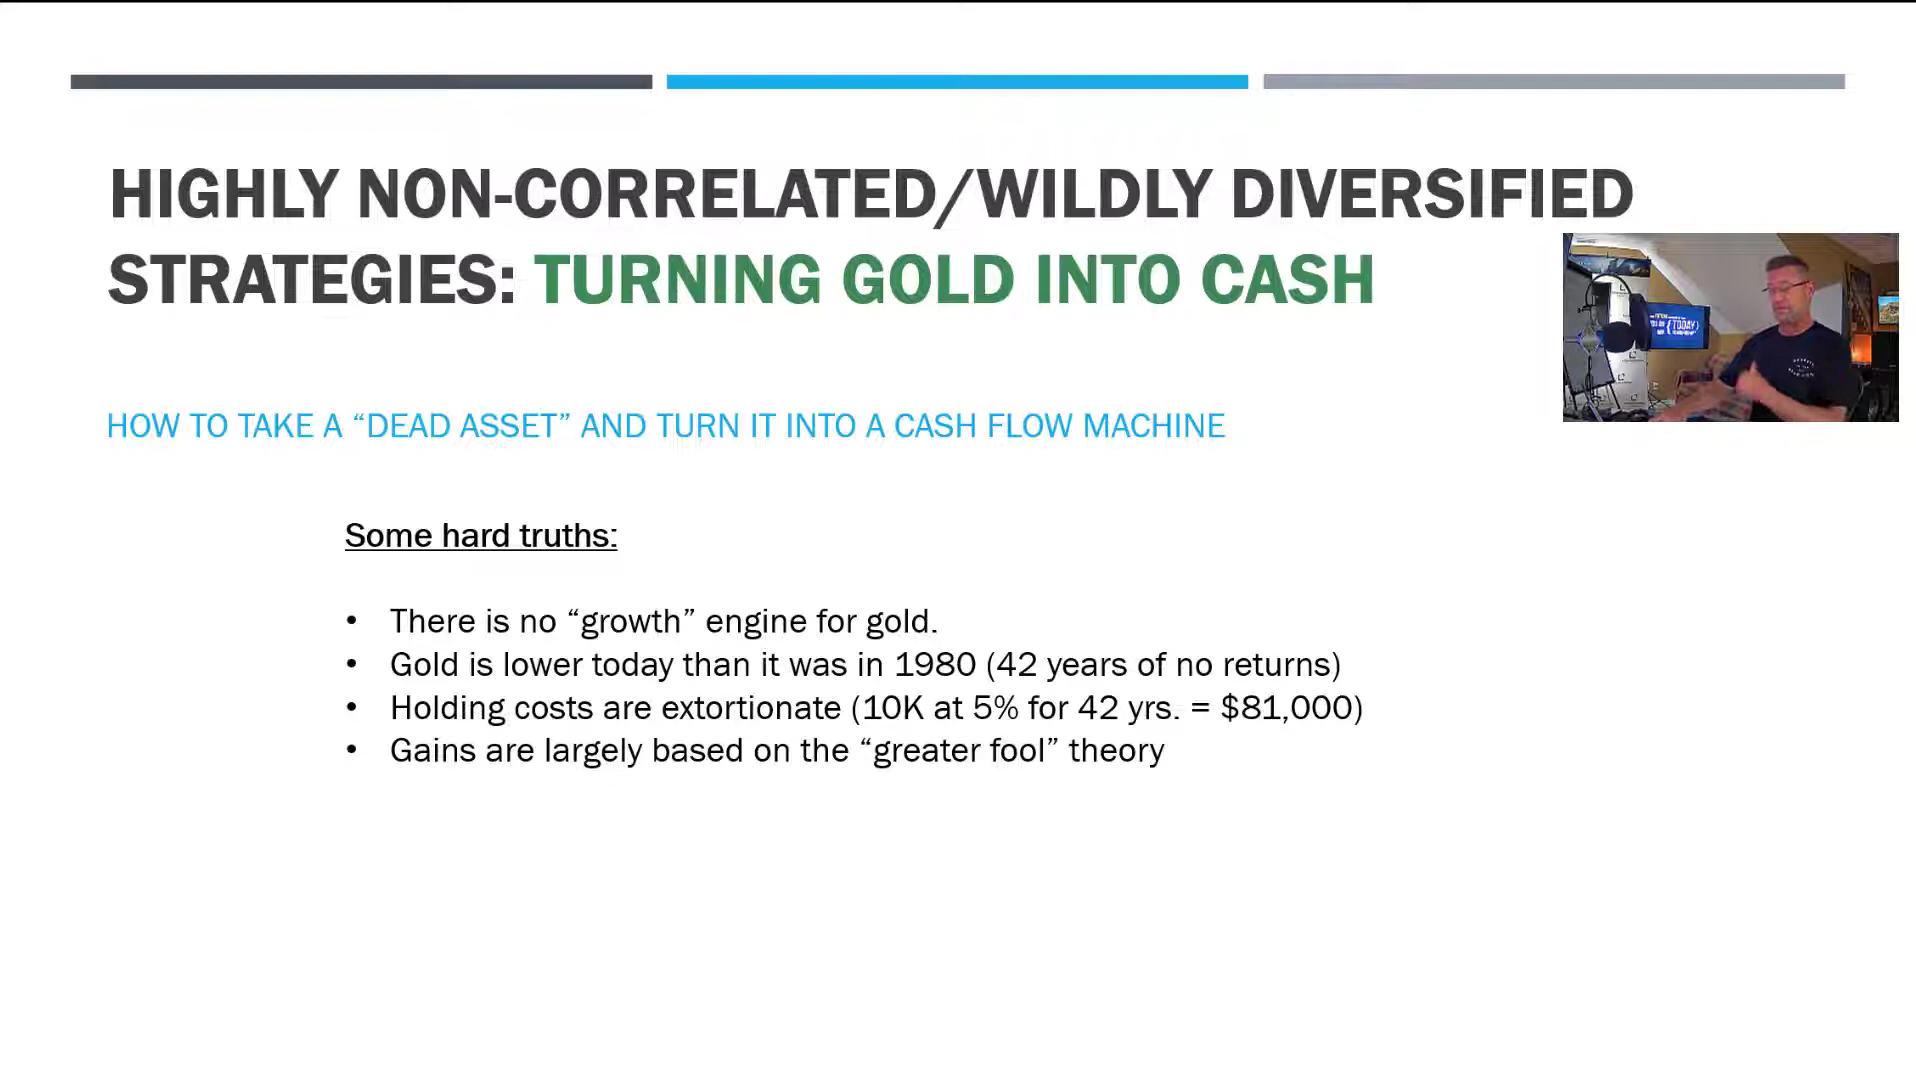 HIGHLY NON-CORRELATED/WILDLY DIVERSIFIED
STRATEGIES: TURNING GOLD INTO CASH
{TODAY}
HOW TO TAKE A “DEAD ASSET” AND TURN IT INTO A CASH FLOW MACHINE
Some hard truths:
• There is no “growth” engine for gold.
• Gold is lower today than it was in 1980 (42 years of no returns)
• Holding costs are extortionate (10K at 5% for 42 yrs. = $81,000)
• Gains are largely based on the “greater fool” theory